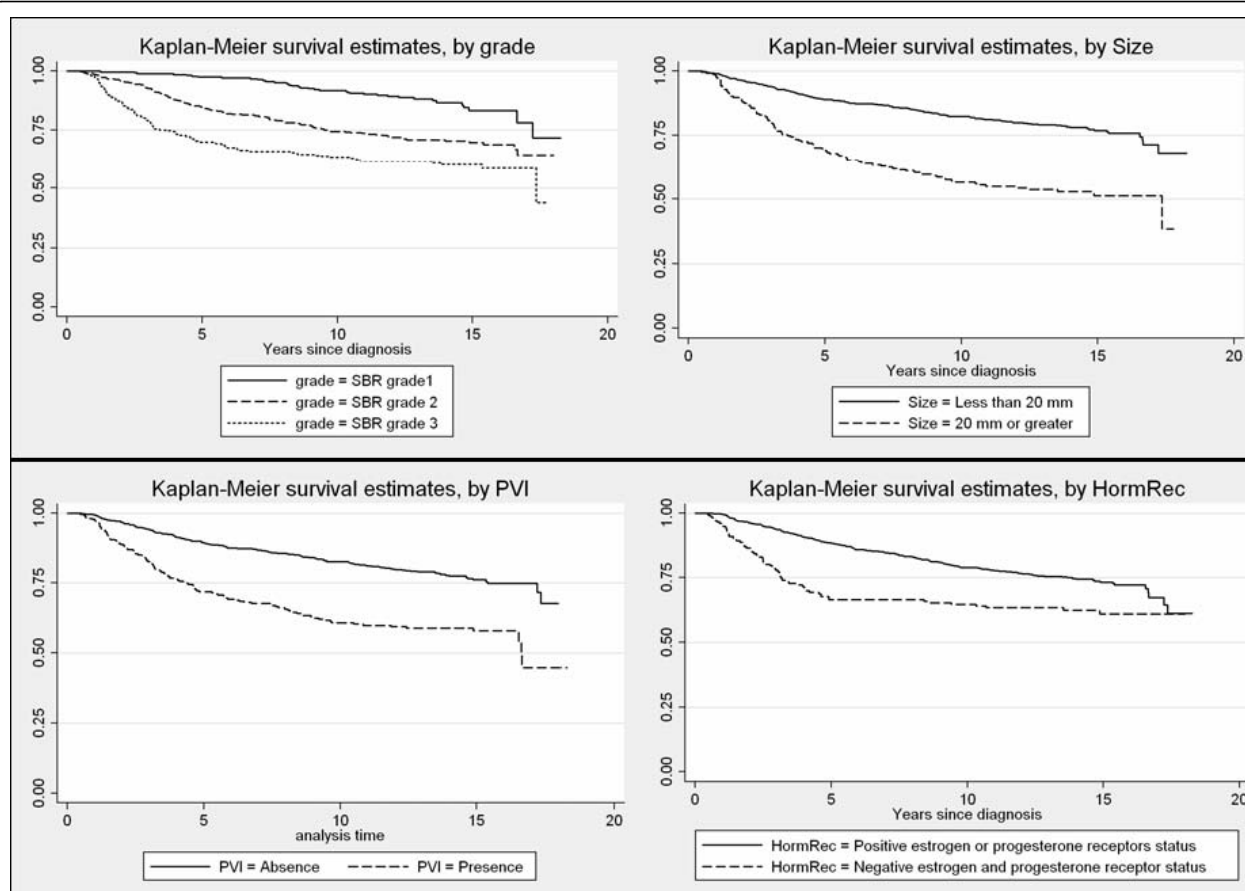 Kaplan-Meier survival estimates, by grade
1.00
0.75
0.50
0.25
0.00
0 5 10 15 20
Years since diagnosis
grade = SBR grade1
grade = SBR grade 2
grade = SBR grade 3
Kaplan-Meier survival estimates, by Size
1.00
0.75
0.50
0.25
0.00
0 5 10 15 20
Years since diagnosis
Size = Less than 20 mm
Size = 20 mm or greater
Kaplan-Meier survival estimates, by PVI
1.00
0.75
0.50
0.25
0.00
0 5 10 15 20
analysis time
PVI = Absence PVI = Presence
Kaplan-Meier survival estimates, by HormRec
1.00
0.75
0.50
0.25
0.00
0 5 10 15 20
Years since diagnosis
HormRec = Positive estrogen or progesterone receptors status
HormRec = Negative estrogen and progesterone receptor status